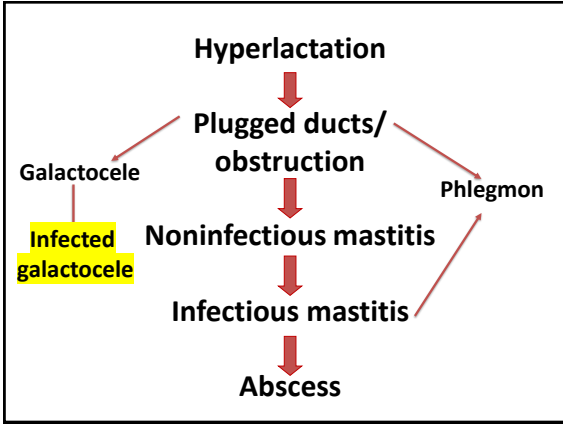 Hyperlactation
Plugged ducts/
obstruction
Galactocele
Phlegmon
Infected
galactocele
Noninfectious mastitis
Infectious mastitis
Abscess